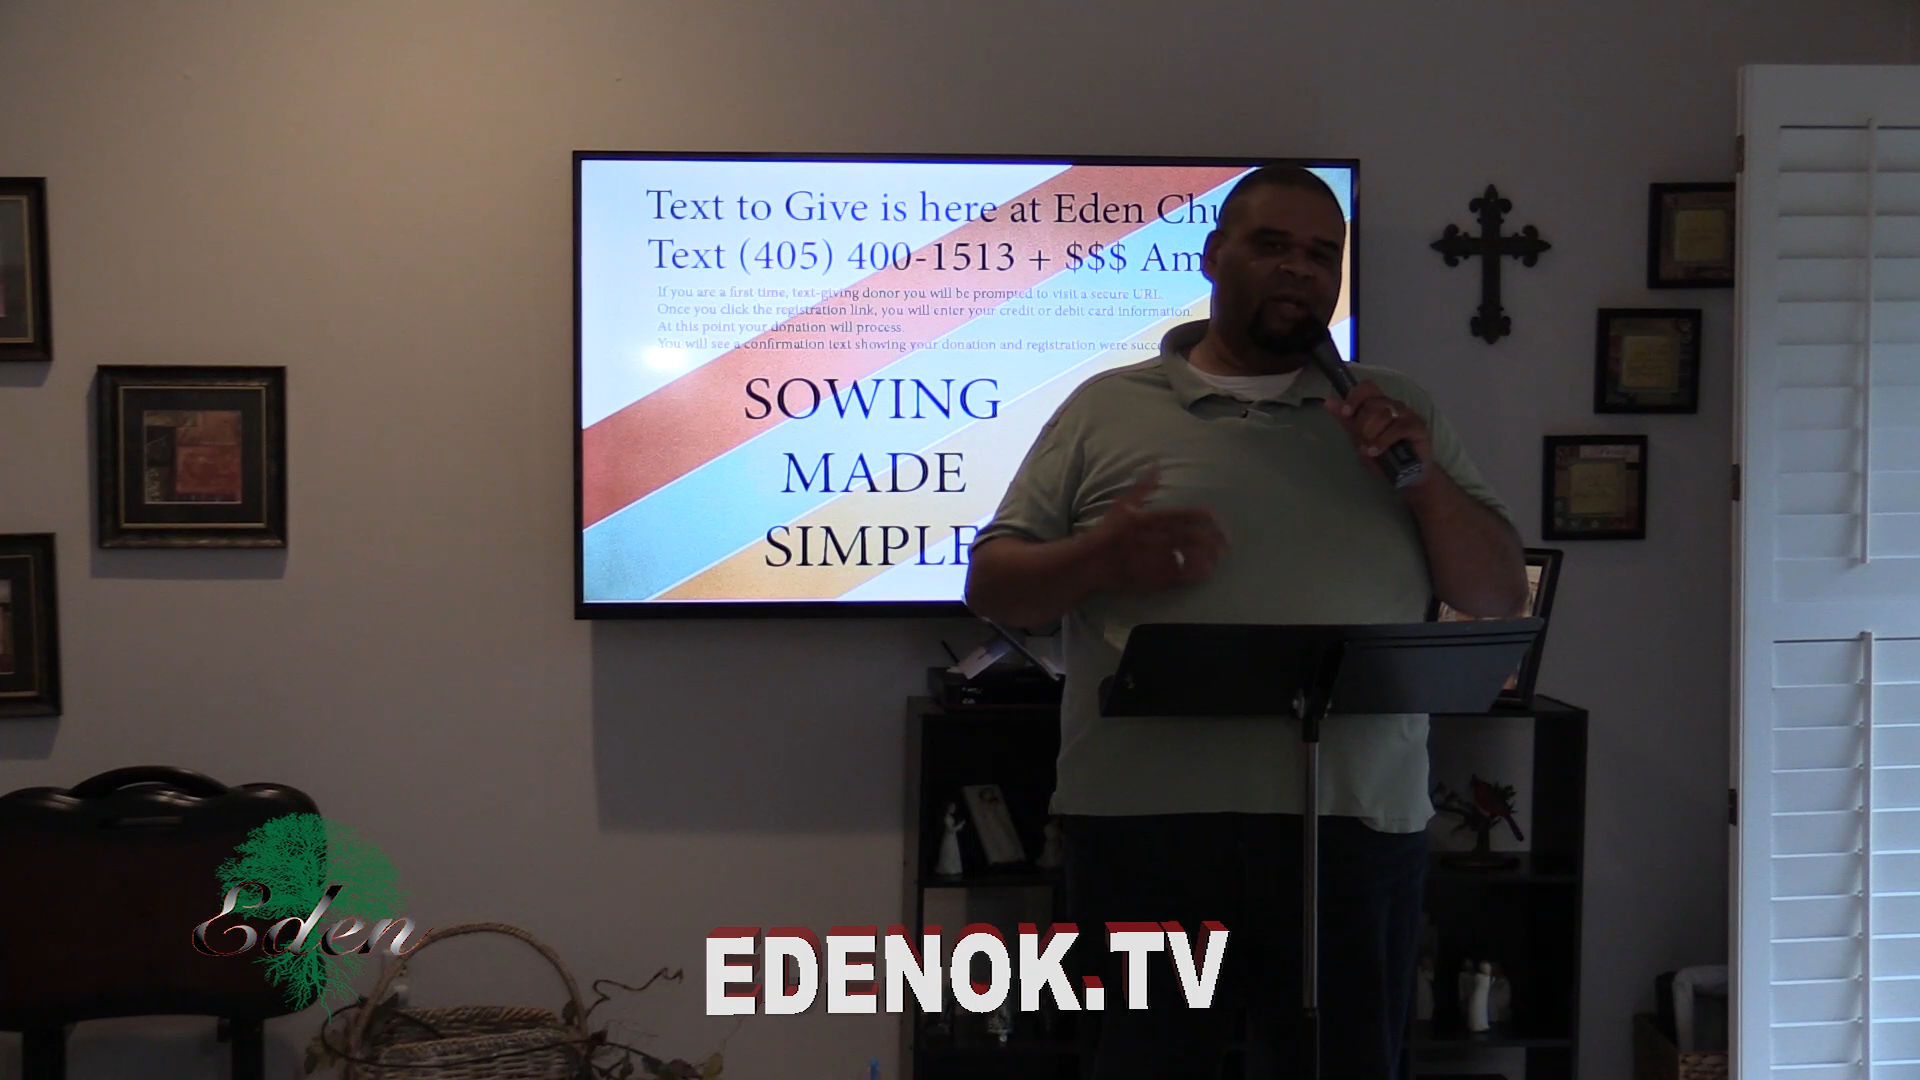 Text to Give is here at Eden Chu
Text (405) 400-1513 + $$$ Am
If you are a first time, text-giving donor you will be prompted to visit a secure URL.
Once you click the registration link, you will enter your credit or debit card information.
At this point your donation will process.
You will see a confirmation text showing your donation and registration were succe
SOWING
MADE
SIMPLE
Eden
EDENOK.TV